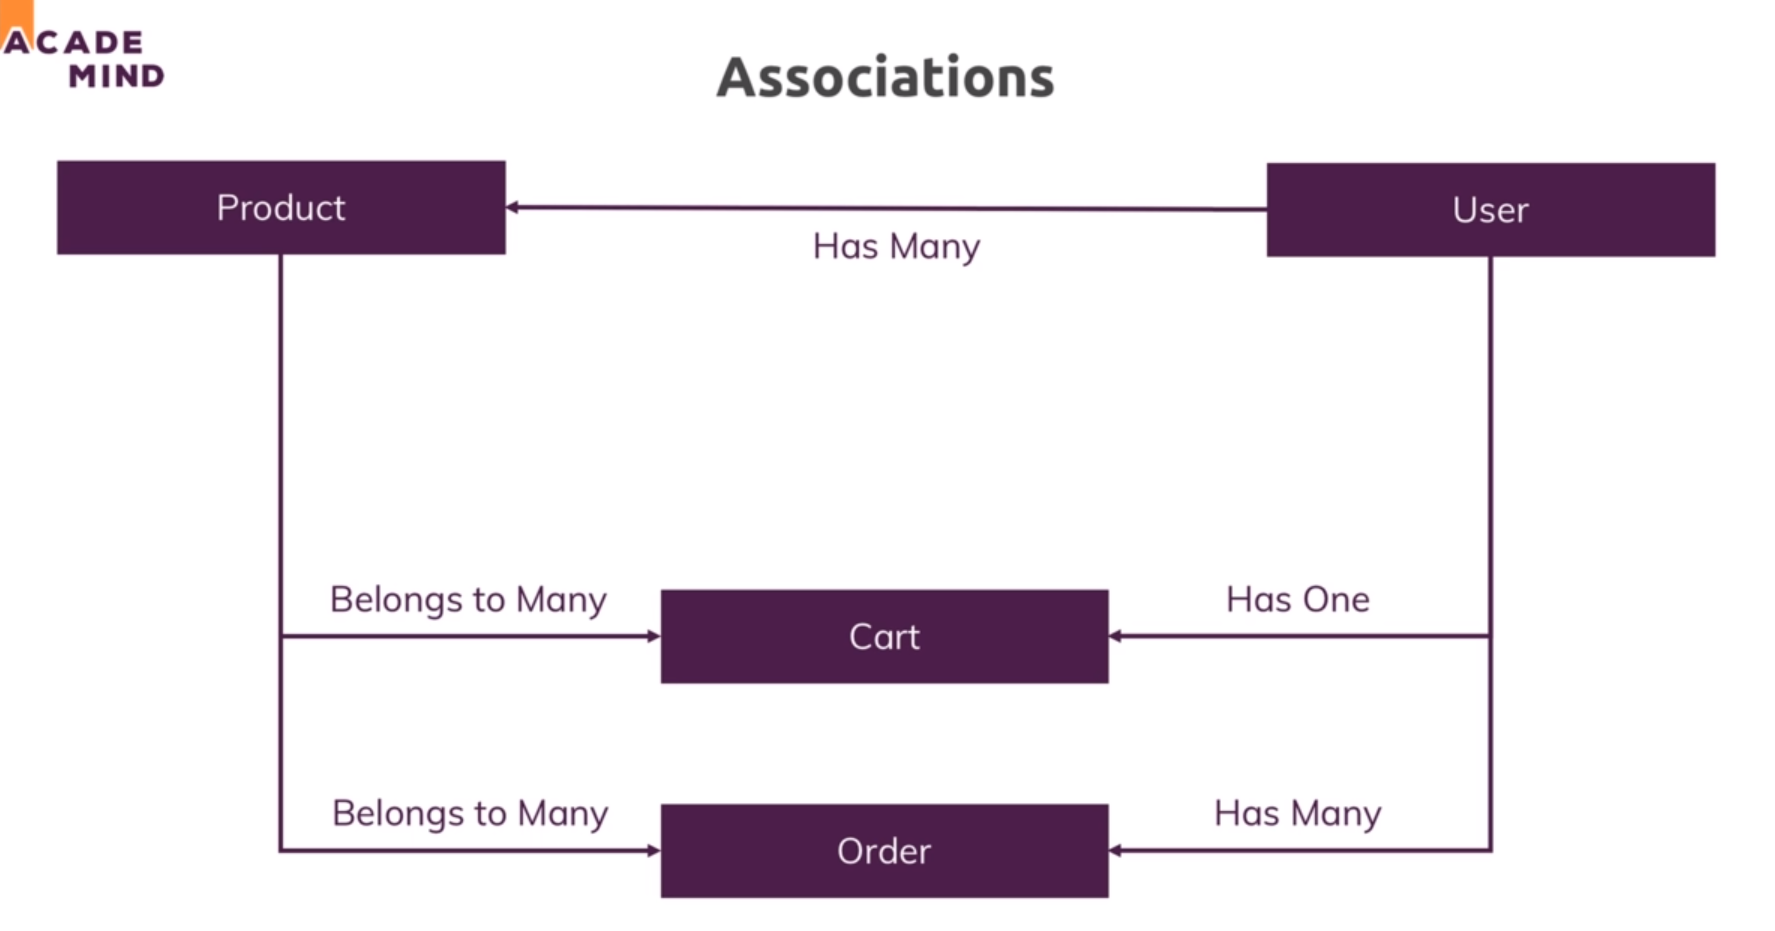 ACADE
MIND
Associations
Product
User
Has Many
Belongs to Many
Cart
Has One
Belongs to Many
Order
Has Many